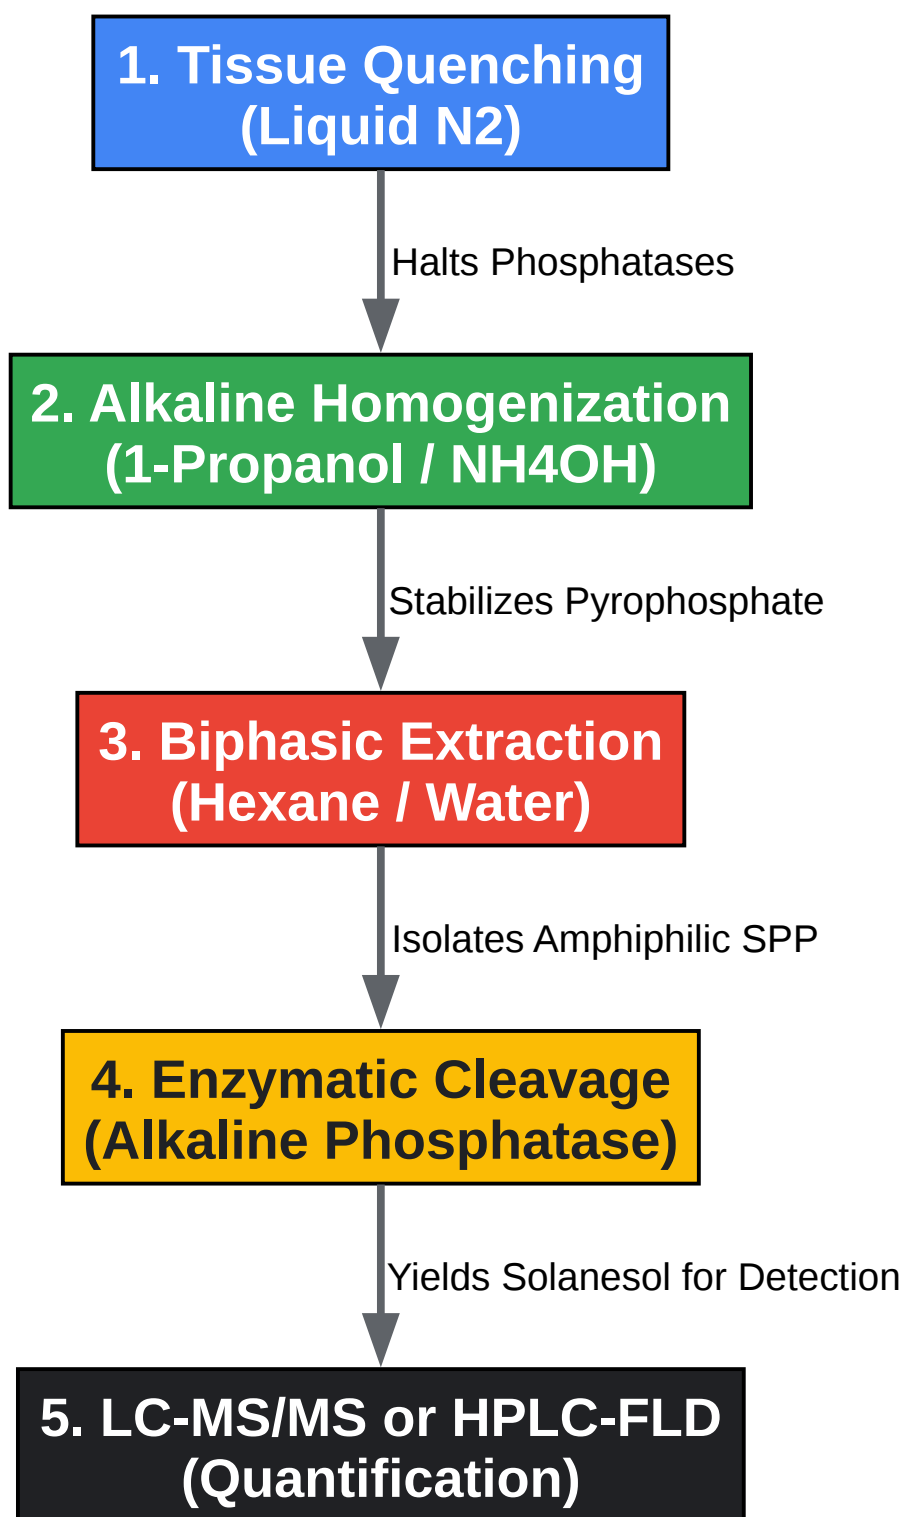 1. Tissue Quenching
(Liquid N2)
Halts Phosphatases
2. Alkaline Homogenization
(1-Propanol / NH4OH)
Stabilizes Pyrophosphate
3. Biphasic Extraction
(Hexane / Water)
Isolates Amphiphilic SPP
4. Enzymatic Cleavage
(Alkaline Phosphatase)
Yields Solanesol for Detection
5. LC-MS/MS or HPLC-FLD
(Quantification)